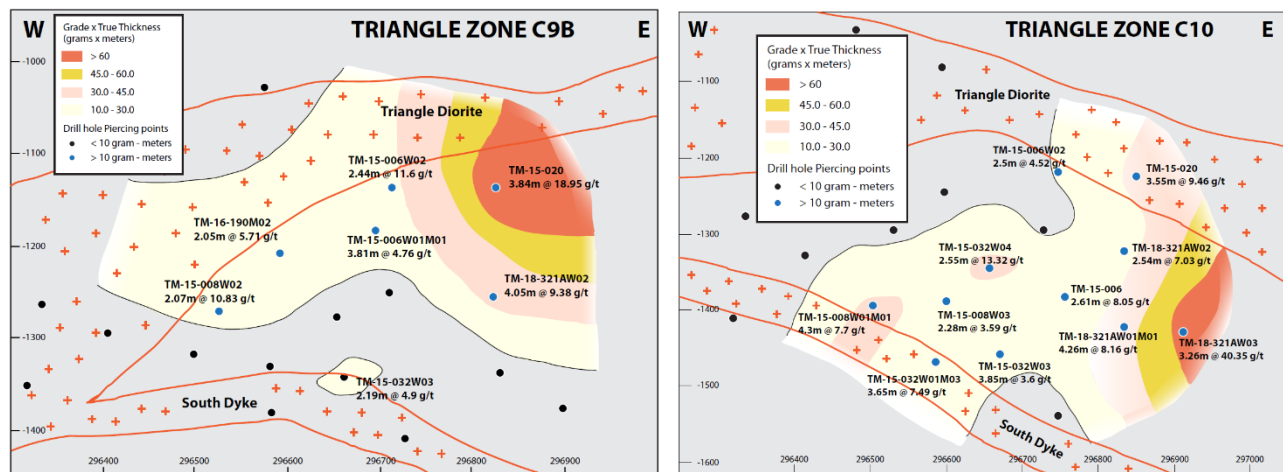 W
TRIANGLE ZONE C9B
E
Grade x True Thickness
(grams x meters)
> 60
45.0 - 60.0
30.0 - 45.0
10.0 - 30.0
Drill hole Piercing points
< 10 gram - meters
> 10 gram - meters
-1000
-1100
-1200
-1300
-1400
Triangle Diorite
TM-15-006W02
2.44m @ 11.6 g/t
TM-15-020
3.84m @ 18.95 g/t
TM-16-190M02
2.05m @ 5.71 g/t
TM-15-006W01M01
3.81m @ 4.76 g/t
TM-15-008W02
2.07m @ 10.83 g/t
TM-18-321AW02
4.05m @ 9.38 g/t
TM-15-032W03
2.19m @ 4.9 g/t
South Dyke
296400
296500
296600
296700
296800
296900
W
TRIANGLE ZONE C10
E
Grade x True Thickness
(grams x meters)
> 60
45.0 - 60.0
30.0 - 45.0
10.0 - 30.0
Drill hole Piercing points
< 10 gram - meters
> 10 gram - meters
-1100
-1200
-1300
-1400
-1500
-1600
Triangle Diorite
TM-15-006W02
2.5m @ 4.52 g/t
TM-15-020
3.55m @ 9.46 g/t
TM-15-032W04
2.55m @ 13.32 g/t
TM-18-321AW02
2.54m @ 7.03 g/t
TM-15-006
2.61m @ 8.05 g/t
TM-15-008W01M01
4.3m @ 7.7 g/t
TM-15-008W03
2.28m @ 3.59 g/t
TM-18-321AW01M01
4.26m @ 8.16 g/t
TM-18-321AW03
3.26m @ 40.35 g/t
TM-15-032W03
3.85m @ 3.6 g/t
TM-15-032W01M03
3.65m @ 7.49 g/t
South Dyke
296400
296500
296600
296700
296800
296900
297000